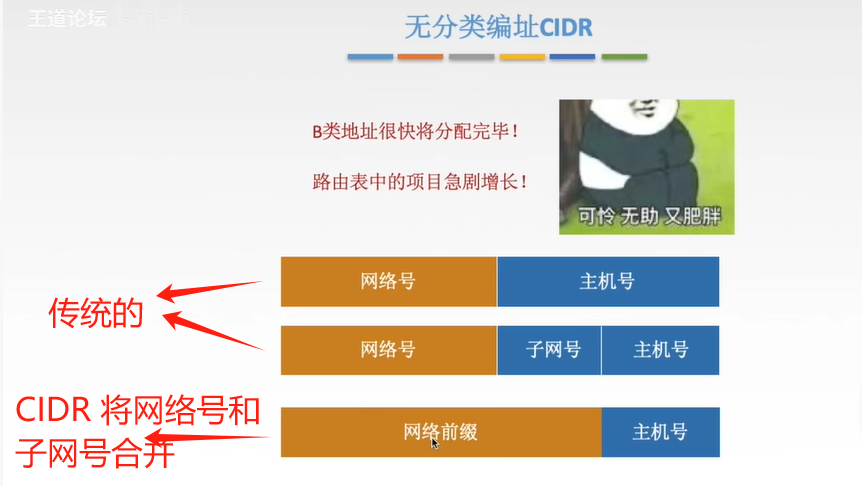 王道论坛
无分类编址CIDR
B类地址很快将分配完毕！
路由表中的项目急剧增长！
可怜 无助 又肥胖
网络号 主机号
传统的
网络号 子网号 主机号
CIDR 将网络号和
子网号合并
网络前缀 主机号